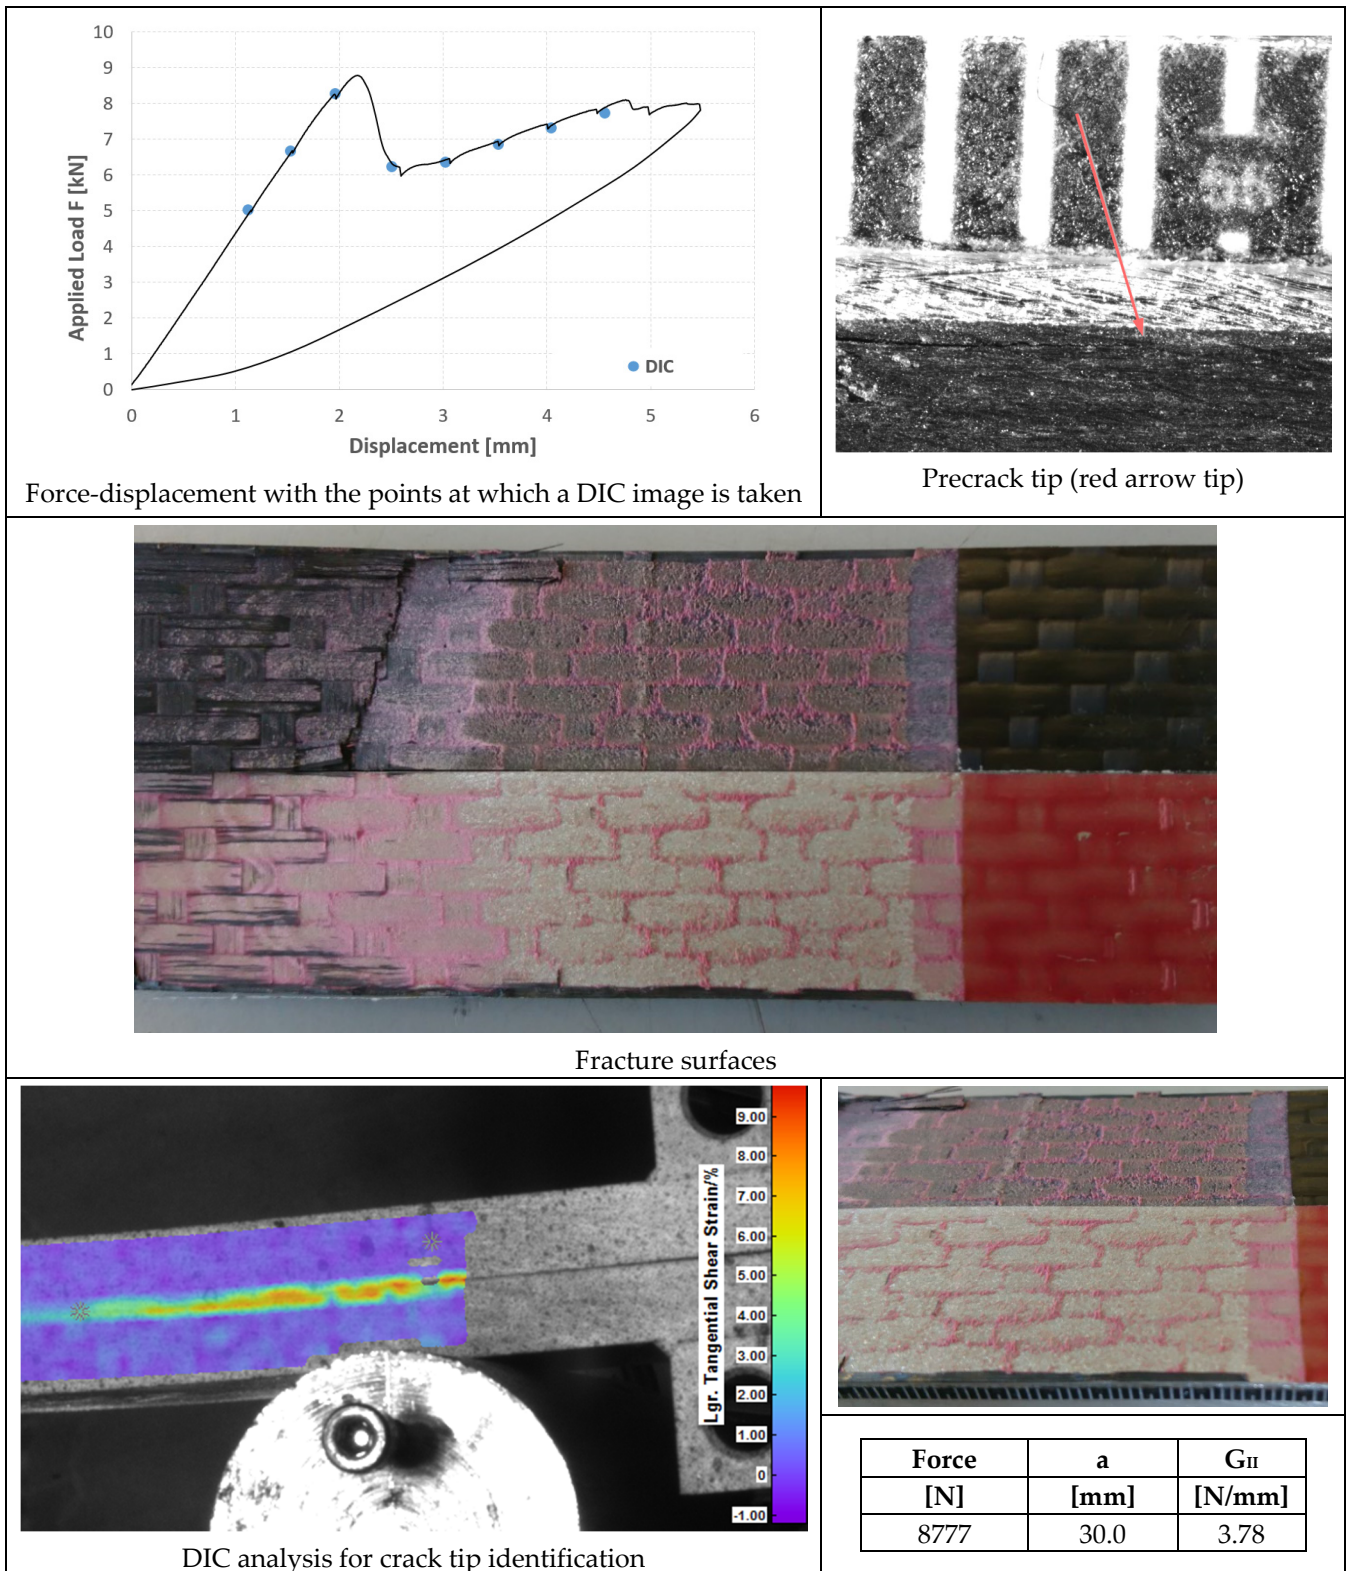 10
9
8
7
6
5
4
3
2
1
0
Applied Load F [kN]
DIC
0 1 2 3 4 5 6
Displacement [mm]
Force-displacement with the points at which a DIC image is taken
Precrack tip (red arrow tip)
Fracture surfaces
9.00
8.00
7.00
6.00
5.00
4.00
3.00
2.00
1.00
0
-1.00
Lgr. Tangential Shear Strain/%
DIC analysis for crack tip identification
Force a GII
[N] [mm] [N/mm]
8777 30.0 3.78